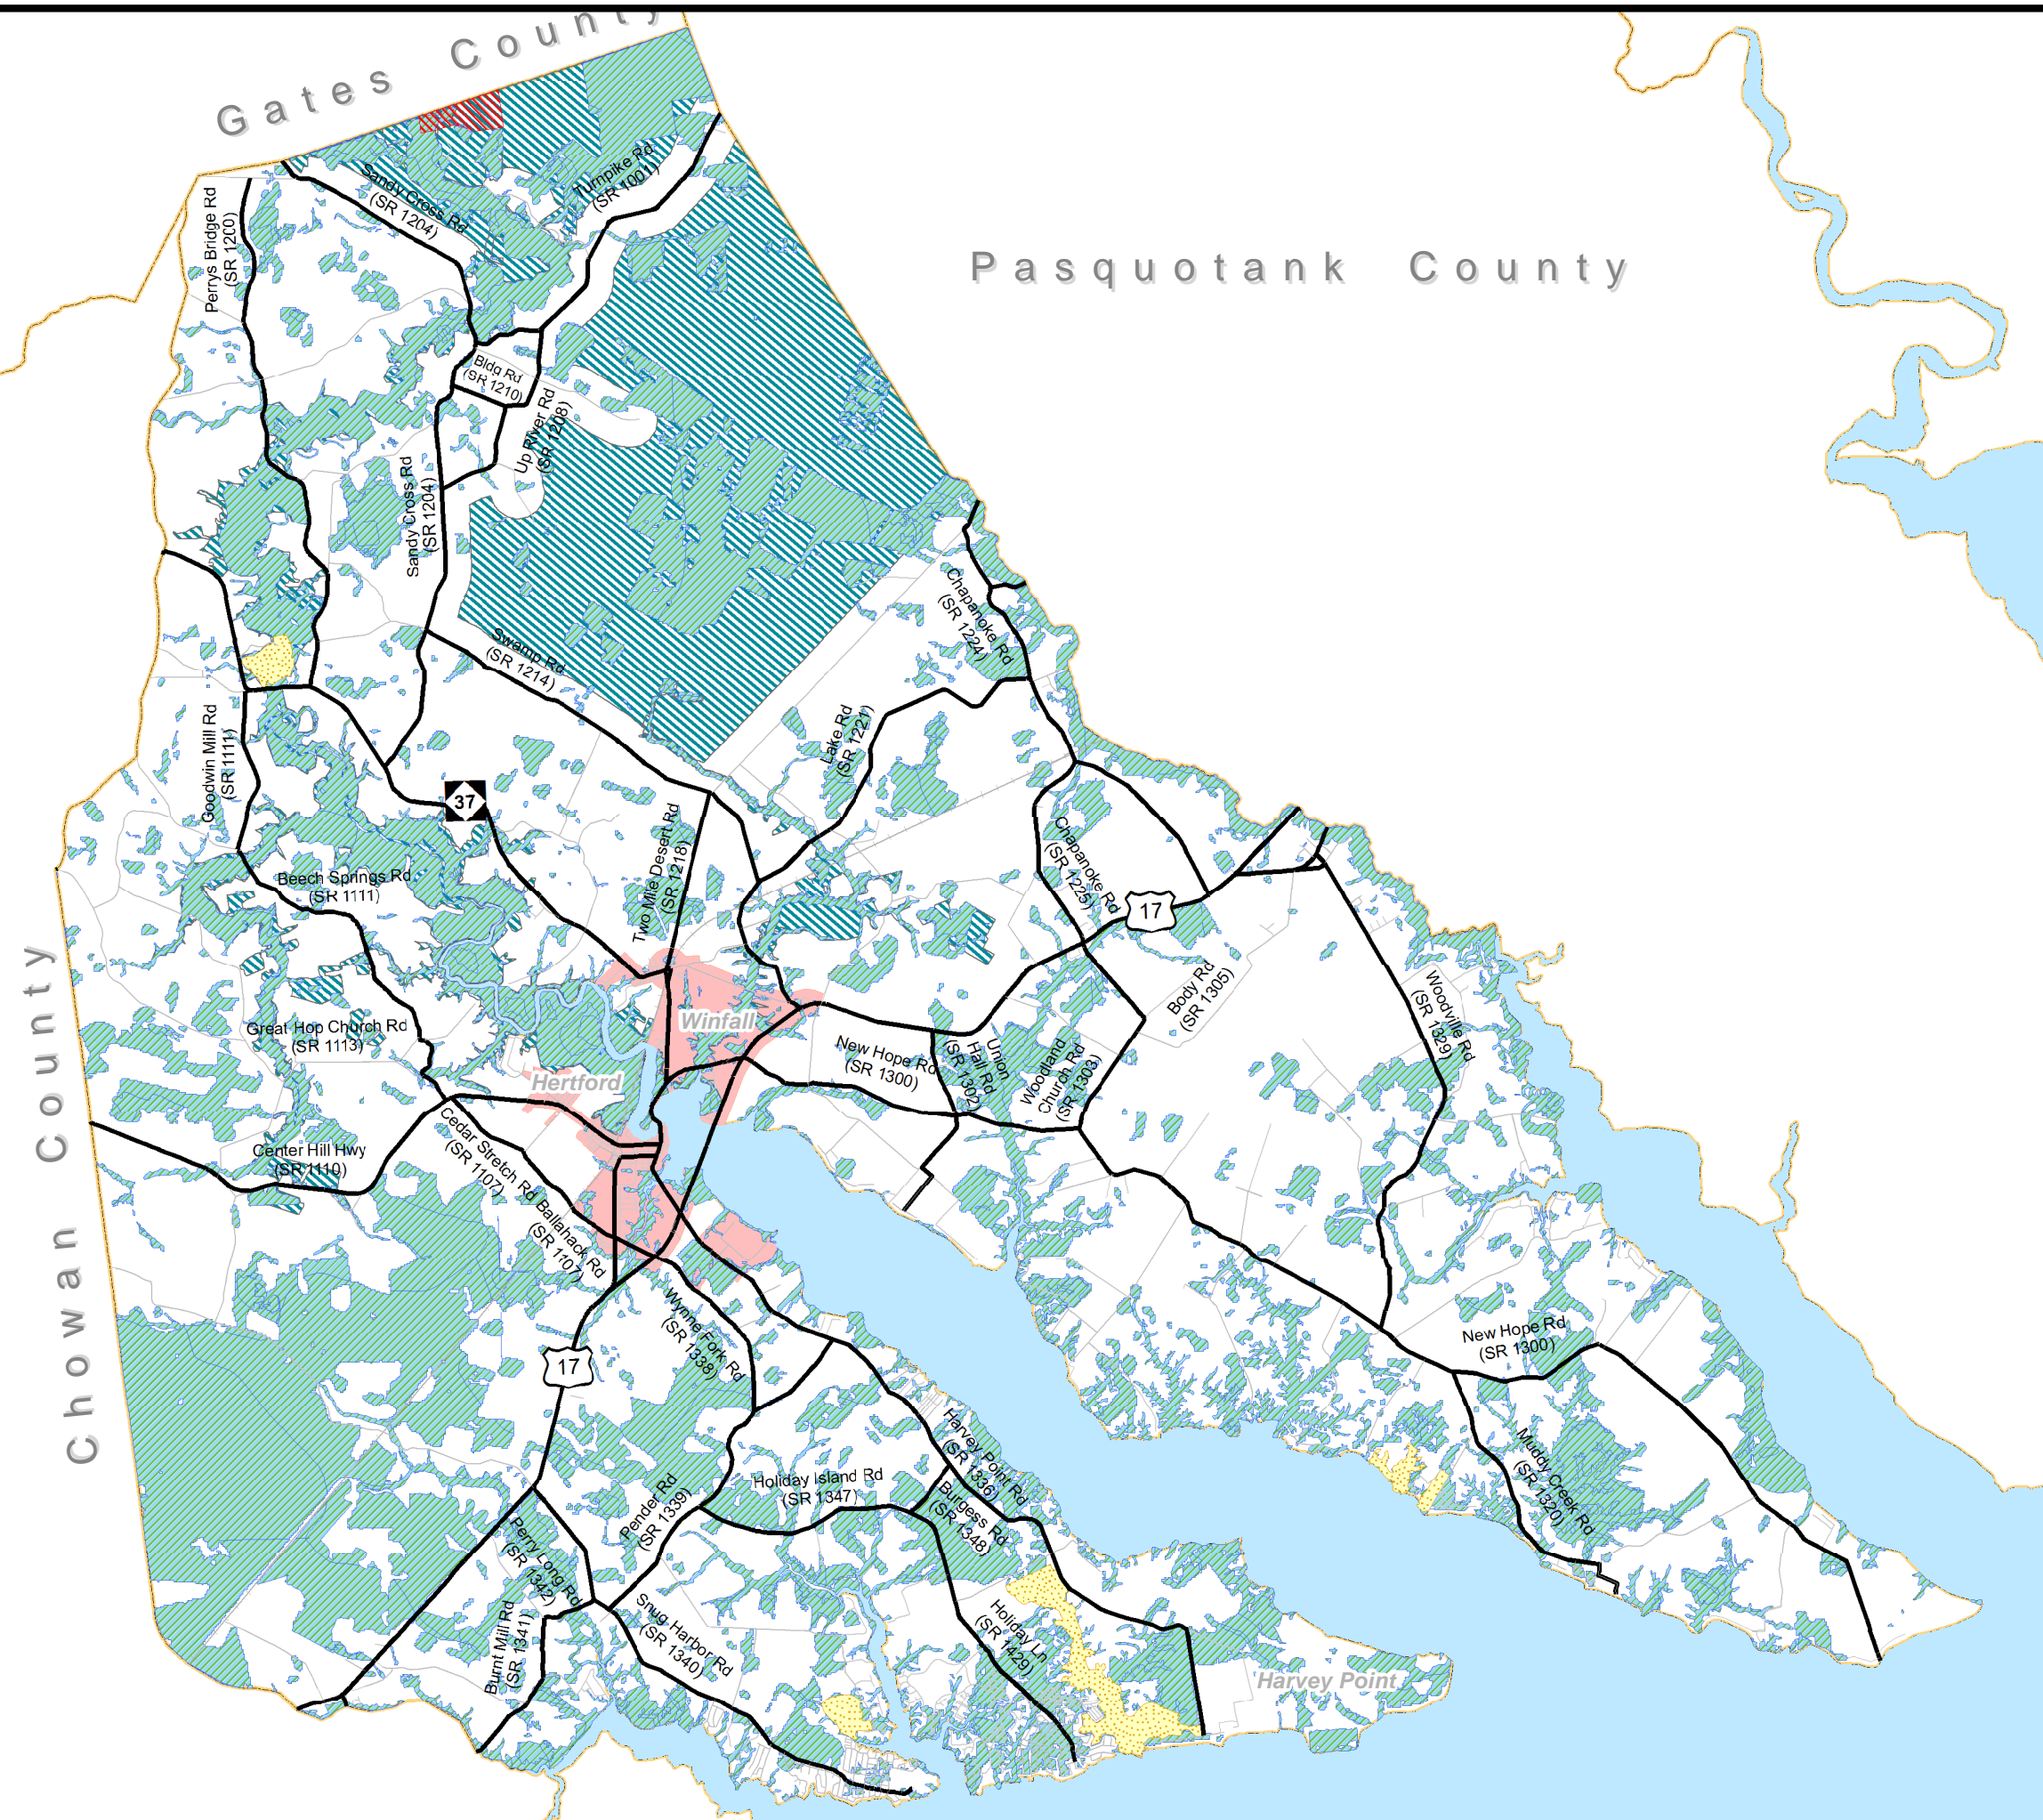 Gates County
Pasquotank County
Chowan County
Sandy Cross Rd
(SR 1204)
Turnpike Rd
(SR 1001)
Perrys Bridge Rd
(SR 1200)
Bldg Rd
(SR 1210)
Up River Rd
(SR 1208)
Sandy Cross Rd
(SR 1204)
Swamp Rd
(SR 1214)
Chapanoke Rd
(SR 1224)
Goodwin Mill Rd
(SR 1111)
Lake Rd
(SR 1221)
37
Two Mile Desert Rd
(SR 1218)
Chapanoke Rd
(SR 1225)
17
Beech Springs Rd
(SR 1111)
Body Rd
(SR 1305)
Woodville Rd
(SR 1329)
Great Hop Church Rd
(SR 1113)
Winfall
New Hope Rd
(SR 1300)
Union
Hall Rd
(SR 1302)
Woodland
Church Rd
(SR 1303)
Hertford
Center Hill Hwy
(SR 1110)
Cedar Stretch Rd
(SR 1107)
Ballahack Rd
(SR 1107)
Wynne Fork Rd
(SR 1338)
17
New Hope Rd
(SR 1300)
Harvey Point Rd
(SR 1336)
Muddy Creek Rd
(SR 1320)
Holiday Island Rd
(SR 1347)
Burgess Rd
(SR 1348)
Pender Rd
(SR 1339)
Perry Long Rd
(SR 1342)
Burnt Mill Rd
(SR 1341)
Snug Harbor Rd
(SR 1340)
Holiday Ln
(SR 1429)
Harvey Point